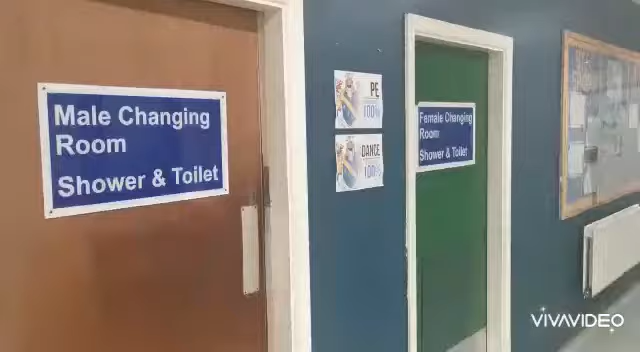 Male Changing
Room
Shower & Toilet
PE
100%
DANCE
100%
Female Changing
Room
Shower & Toilet
VIVAVIDEO